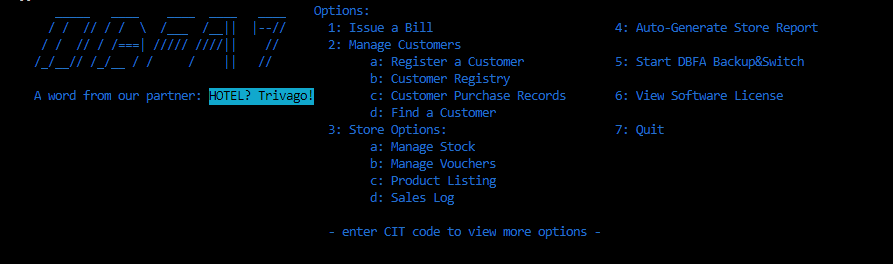 Options:
1: Issue a Bill
2: Manage Customers
a: Register a Customer
b: Customer Registry
c: Customer Purchase Records
d: Find a Customer
3: Store Options:
a: Manage Stock
b: Manage Vouchers
c: Product Listing
d: Sales Log
4: Auto-Generate Store Report
5: Start DBFA Backup&Switch
6: View Software License
7: Quit
A word from our partner: HOTEL? Trivago!
- enter CIT code to view more options -